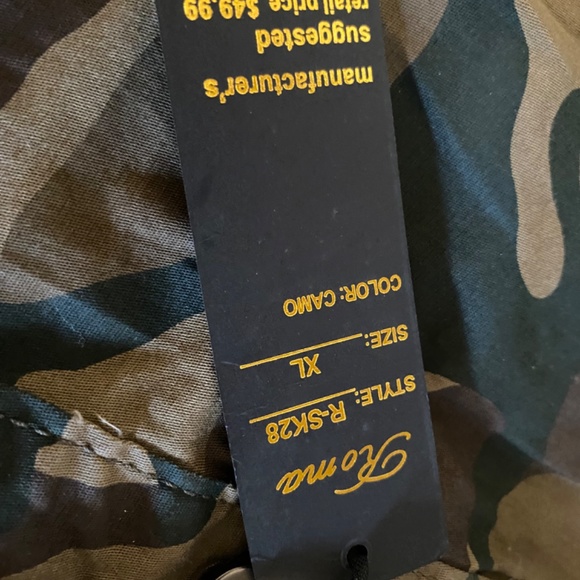 Roma
STYLE: R-SK28
SIZE: XL
COLOR: CAMO
manufacturer's
suggested
retail price $49.99